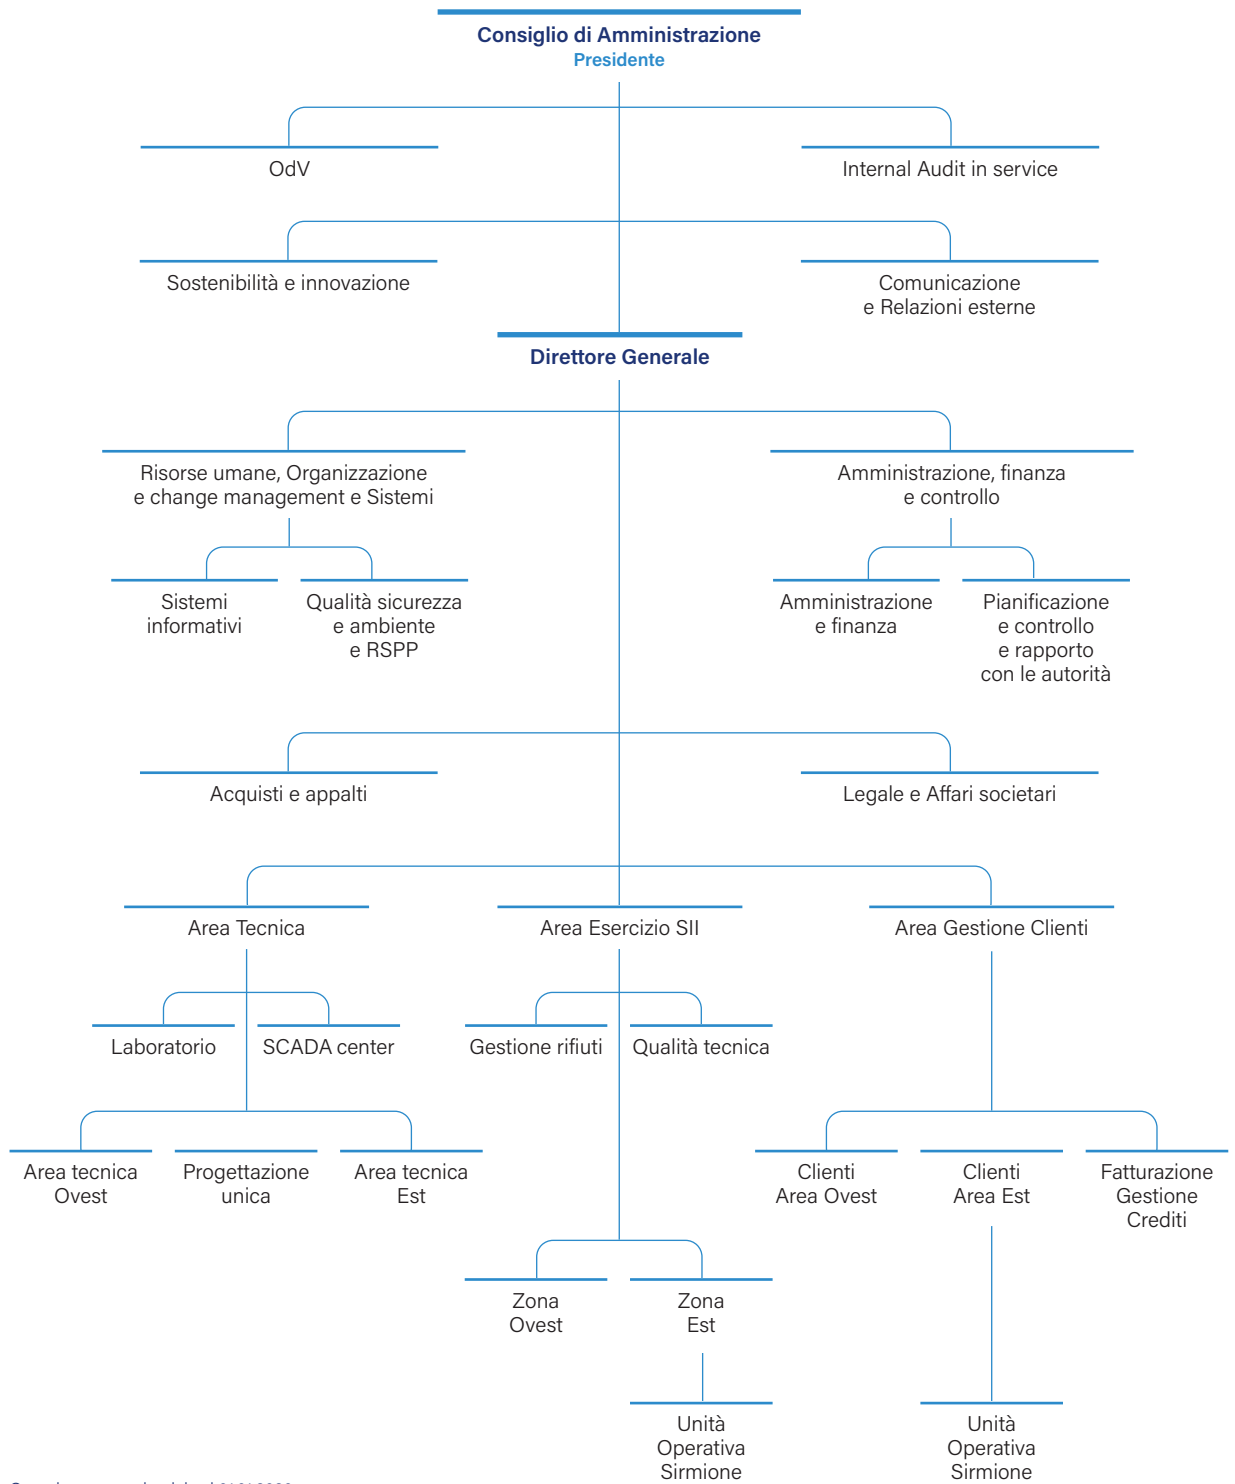 Consiglio di Amministrazione
Presidente
OdV
Internal Audit in service
Sostenibilità e innovazione
Comunicazione
e Relazioni esterne
Direttore Generale
Risorse umane, Organizzazione
e change management e Sistemi
Amministrazione, finanza
e controllo
Sistemi
informativi
Qualità sicurezza
e ambiente
e RSPP
Amministrazione
e finanza
Pianificazione
e controllo
e rapporto
con le autorità
Acquisti e appalti
Legale e Affari societari
Area Tecnica
Area Esercizio SII
Area Gestione Clienti
Laboratorio
SCADA center
Gestione rifiuti
Qualità tecnica
Area tecnica
Ovest
Progettazione
unica
Area tecnica
Est
Clienti
Area Ovest
Clienti
Area Est
Fatturazione
Gestione
Crediti
Zona
Ovest
Zona
Est
Unità
Operativa
Sirmione
Unità
Operativa
Sirmione